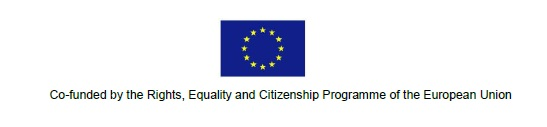 Co-funded by the Rights, Equality and Citizenship Programme of the European Union